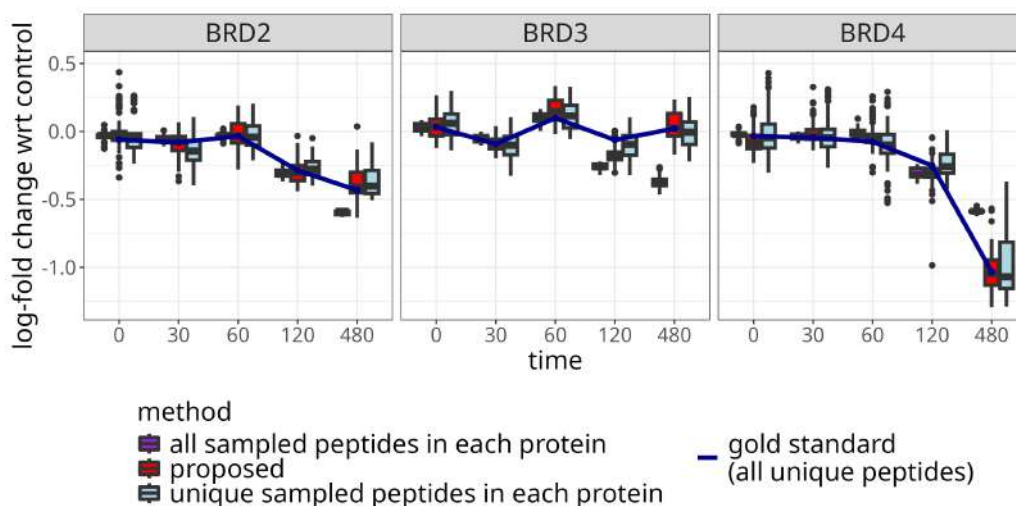 BRD2 BRD3 BRD4
log-fold change wrt control
0.5
0.0
-0.5
-1.0
0 30 60 120 480 0 30 60 120 480 0 30 60 120 480
time
method
all sampled peptides in each protein
proposed
unique sampled peptides in each protein
gold standard
(all unique peptides)